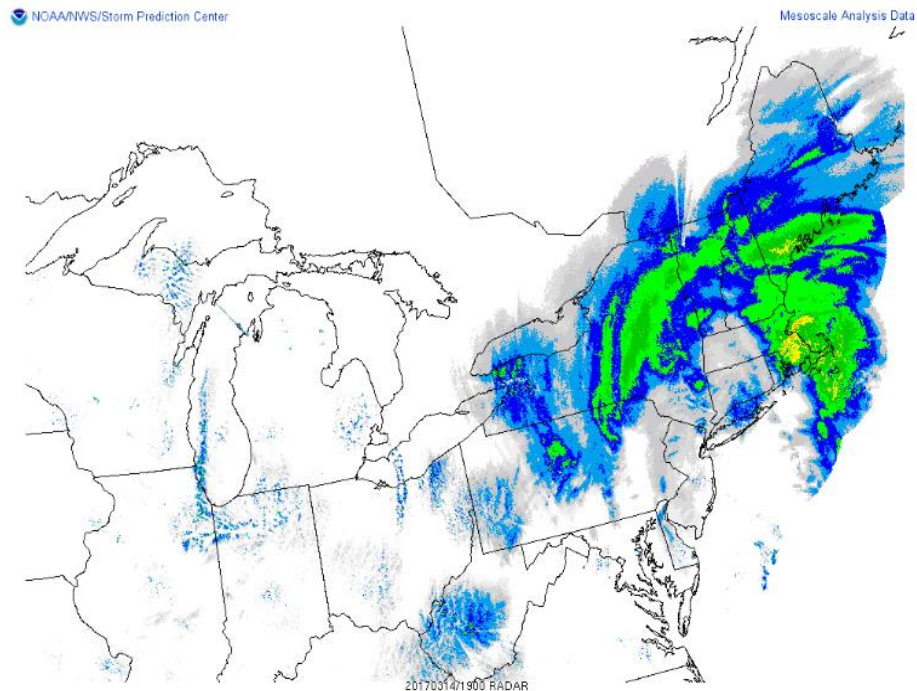 NOAA/NWS/Storm Prediction Center
Mesoscale Analysis Data
20170314/1900 RADAR